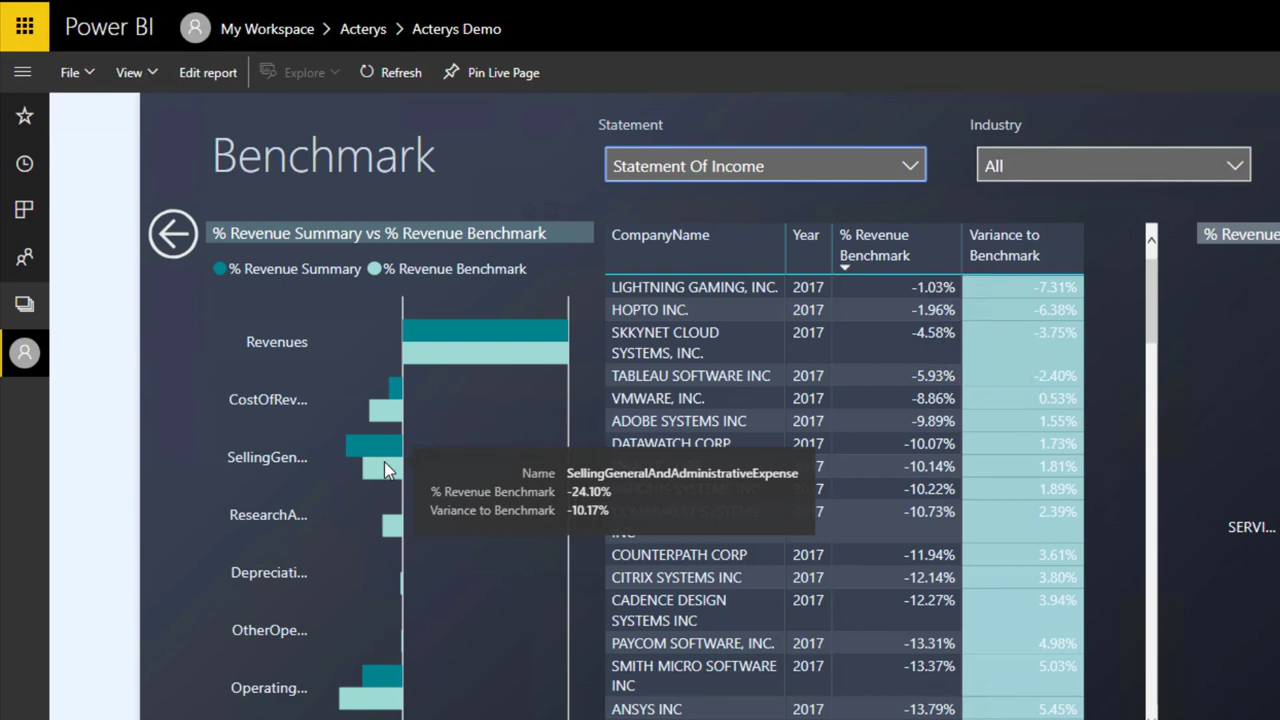 Power BI
My Workspace > Acterys > Acterys Demo
File View Edit report Explore Refresh Pin Live Page
Benchmark
Statement
Statement Of Income
Industry
All
% Revenue Summary vs % Revenue Benchmark
% Revenue Summary % Revenue Benchmark
Revenues
CostOfRev...
SellingGen...
ResearchA...
Depreciati...
OtherOpe...
Operating...
Name SellingGeneralAndAdministrativeExpense
% Revenue Benchmark -24.10%
Variance to Benchmark -10.17%
CompanyName Year % Revenue Variance to
Benchmark Benchmark
LIGHTNING GAMING, INC. 2017 -1.03% -7.31%
HOPTO INC. 2017 -1.96% -6.38%
SKKYNET CLOUD 2017 -4.58% -3.75%
SYSTEMS, INC.
TABLEAU SOFTWARE INC 2017 -5.93% -2.40%
VMWARE, INC. 2017 -8.86% 0.53%
ADOBE SYSTEMS INC 2017 -9.89% 1.55%
DATAWATCH CORP 2017 -10.07% 1.73%
-10.14% 1.81%
-10.22% 1.89%
-10.73% 2.39%
INC
COUNTERPATH CORP 2017 -11.94% 3.61%
CITRIX SYSTEMS INC 2017 -12.14% 3.80%
CADENCE DESIGN 2017 -12.27% 3.94%
SYSTEMS INC
PAYCOM SOFTWARE, INC. 2017 -13.31% 4.98%
SMITH MICRO SOFTWARE 2017 -13.37% 5.03%
INC
ANSYS INC 2017 -13.79% 5.45%
% Revenue
SERVI...